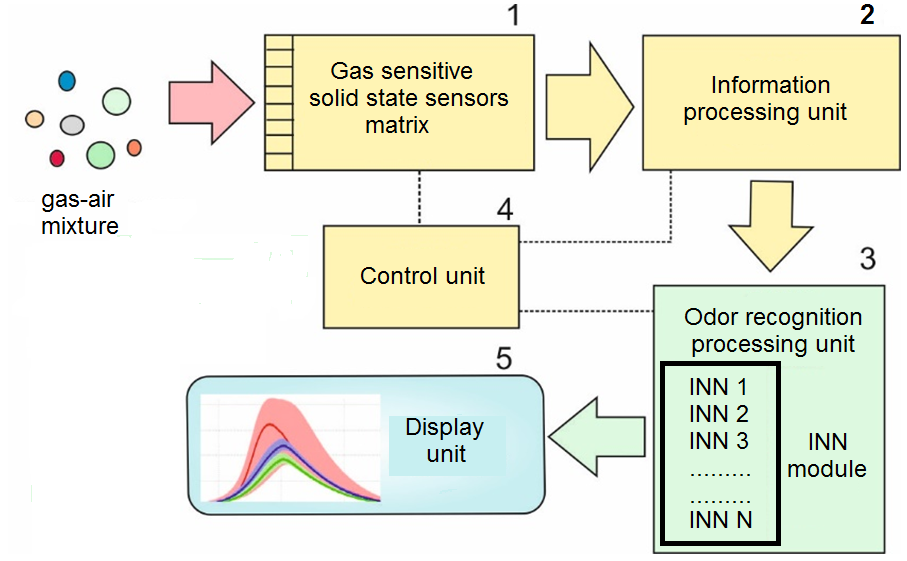 1
Gas sensitive
solid state sensors
matrix
2
Information
processing unit
gas-air
mixture
4
Control unit
3
Odor recognition
processing unit
INN 1
INN 2
INN 3
........
.........
INN N
INN
module
5
Display
unit